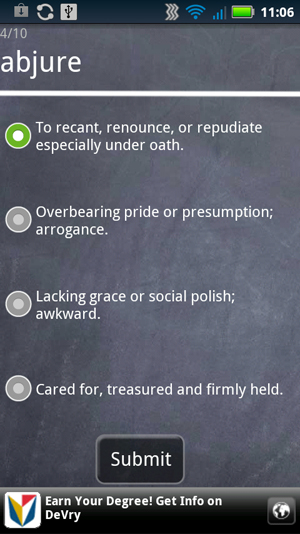 11:06
4/10
abjure
To recant, renounce, or repudiate
especially under oath.
Overbearing pride or presumption;
arrogance.
Lacking grace or social polish;
awkward.
Cared for, treasured and firmly held.
Submit
Earn Your Degree! Get Info on
DeVry